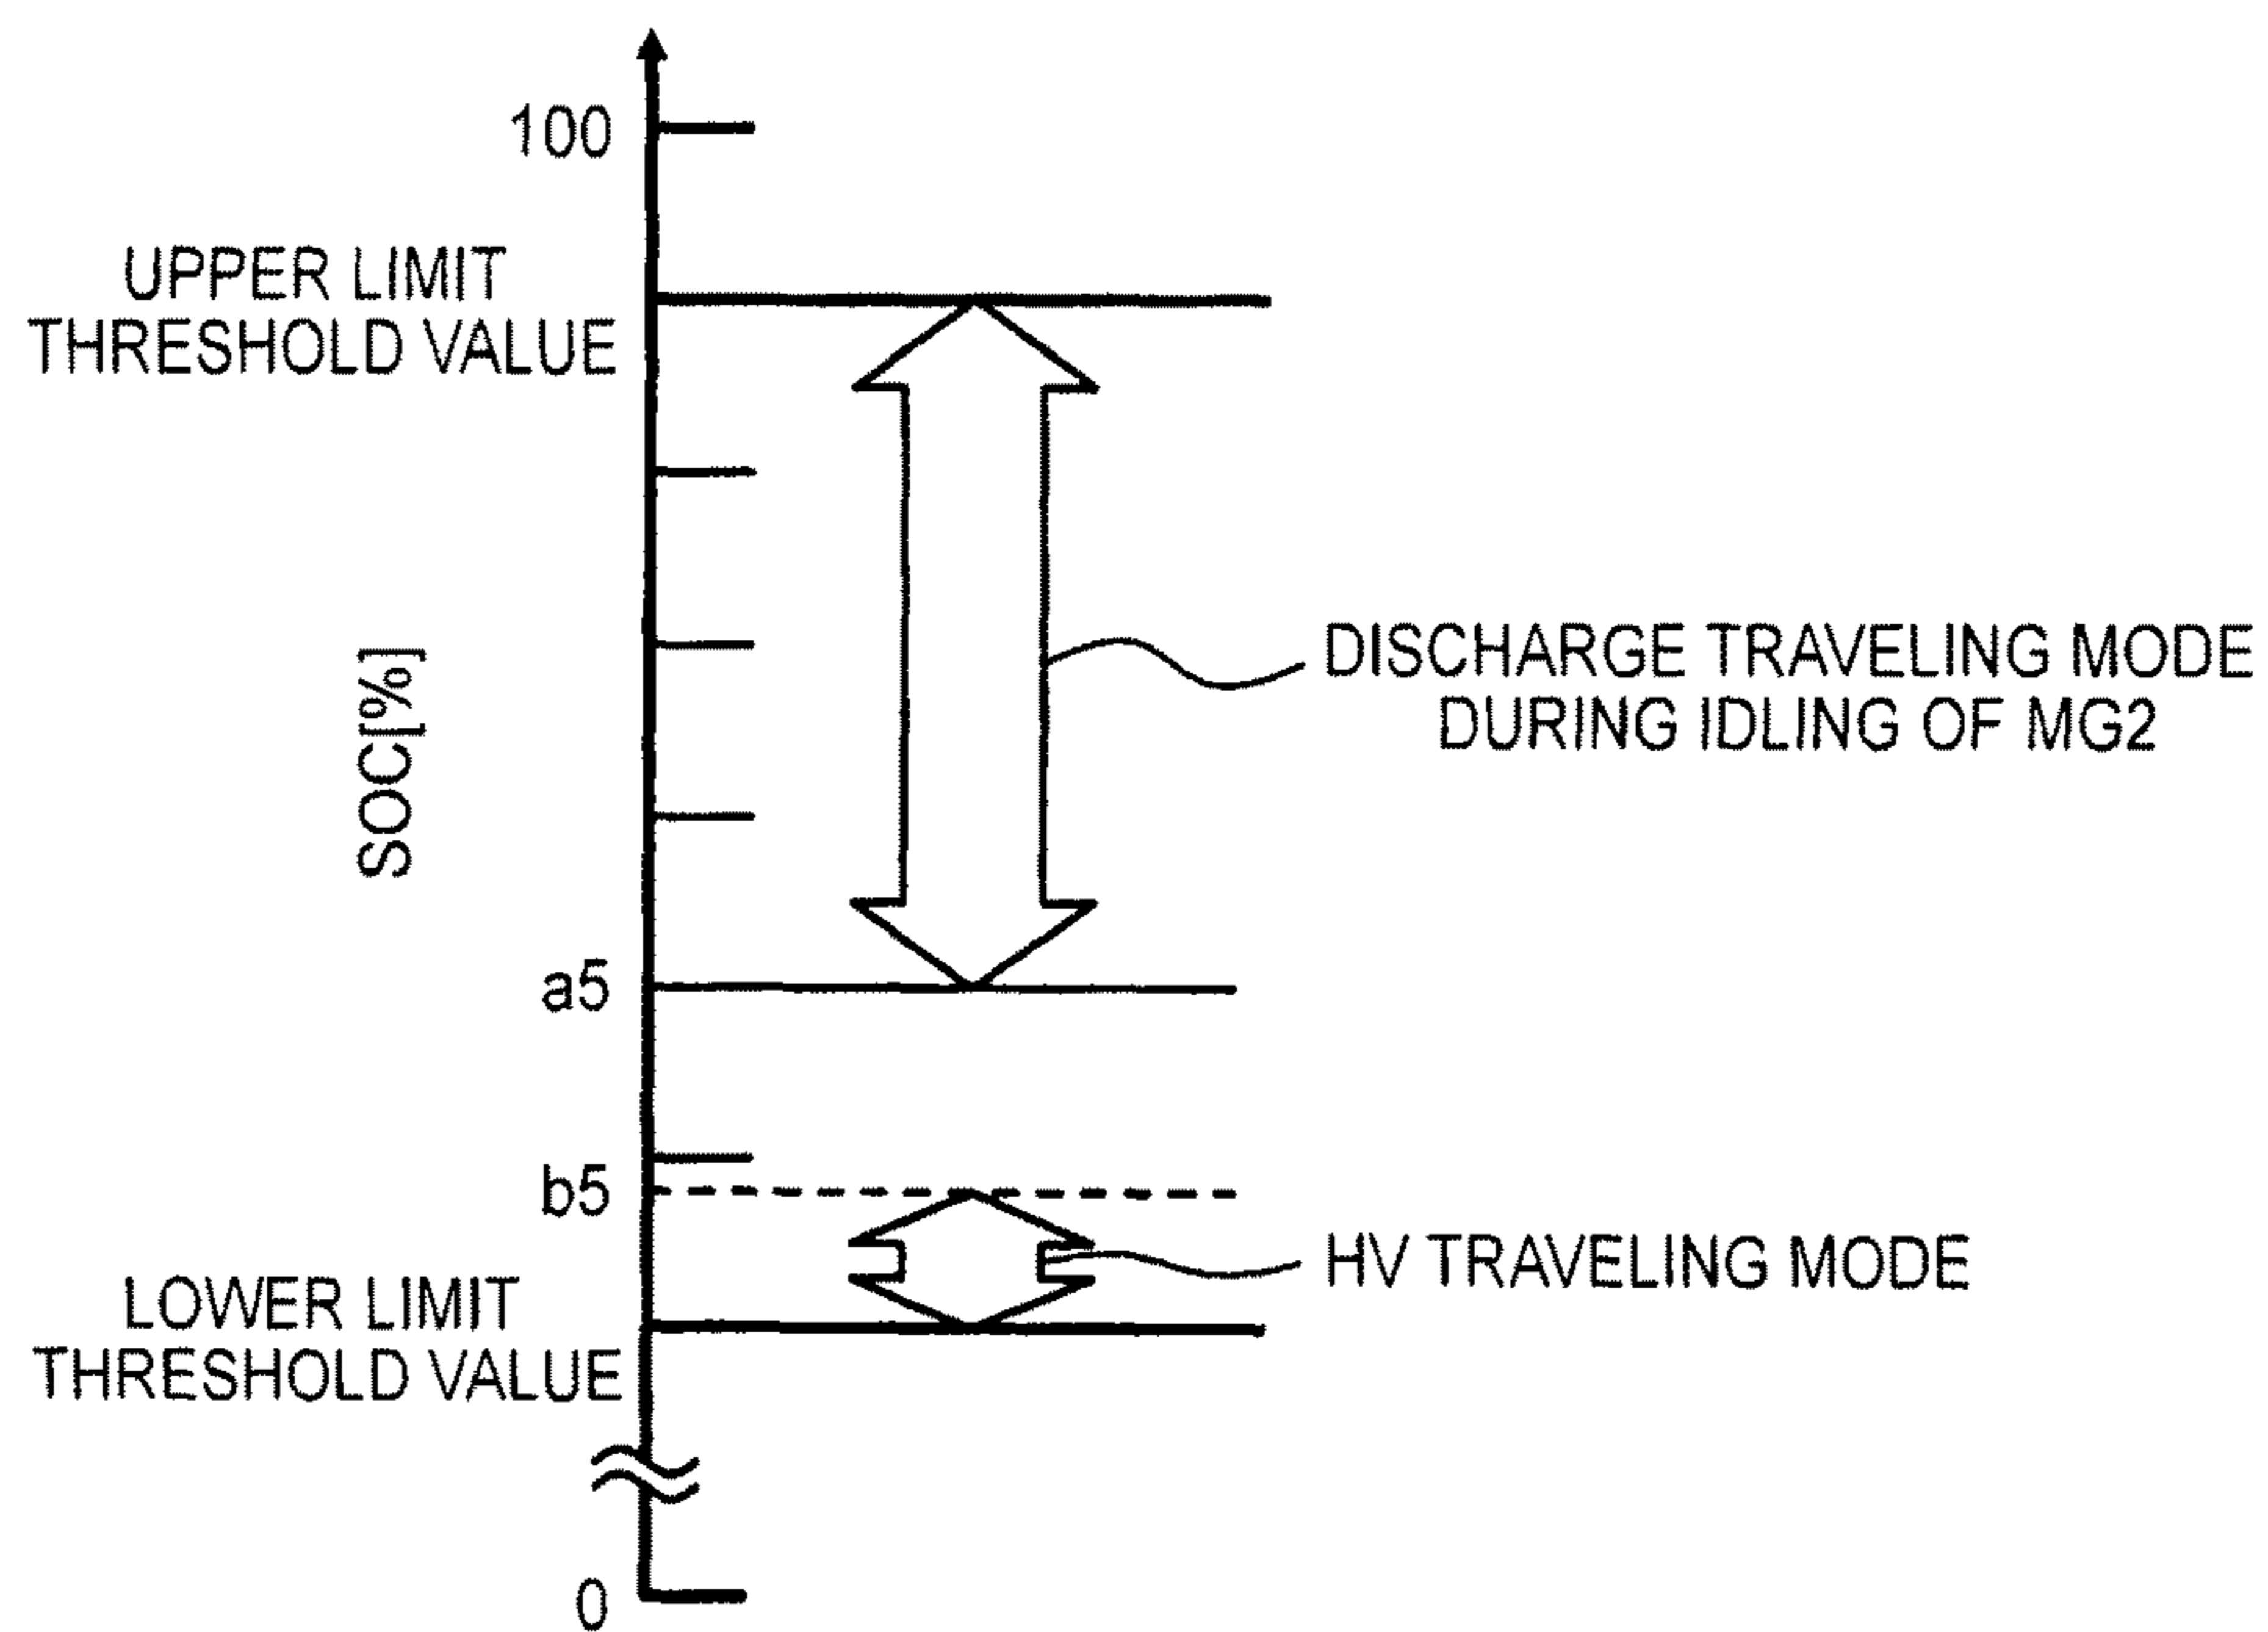 100
UPPER LIMIT
THRESHOLD VALUE
SOC[%]
DISCHARGE TRAVELING MODE
DURING IDLING OF MG2
a5
b5
HV TRAVELING MODE
LOWER LIMIT
THRESHOLD VALUE
0